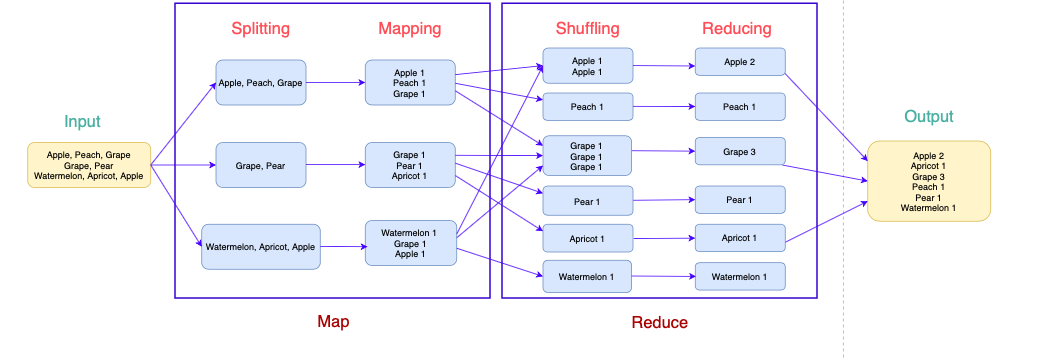 Splitting
Mapping
Shuffling
Reducing
Input
Output
Apple, Peach, Grape
Grape, Pear
Watermelon, Apricot, Apple
Apple, Peach, Grape
Grape, Pear
Watermelon, Apricot, Apple
Apple 1
Peach 1
Grape 1
Grape 1
Pear 1
Apricot 1
Watermelon 1
Grape 1
Apple 1
Apple 1
Apple 1
Peach 1
Grape 1
Grape 1
Grape 1
Pear 1
Apricot 1
Watermelon 1
Apple 2
Peach 1
Grape 3
Pear 1
Apricot 1
Watermelon 1
Apple 2
Apricot 1
Grape 3
Peach 1
Pear 1
Watermelon 1
Map
Reduce